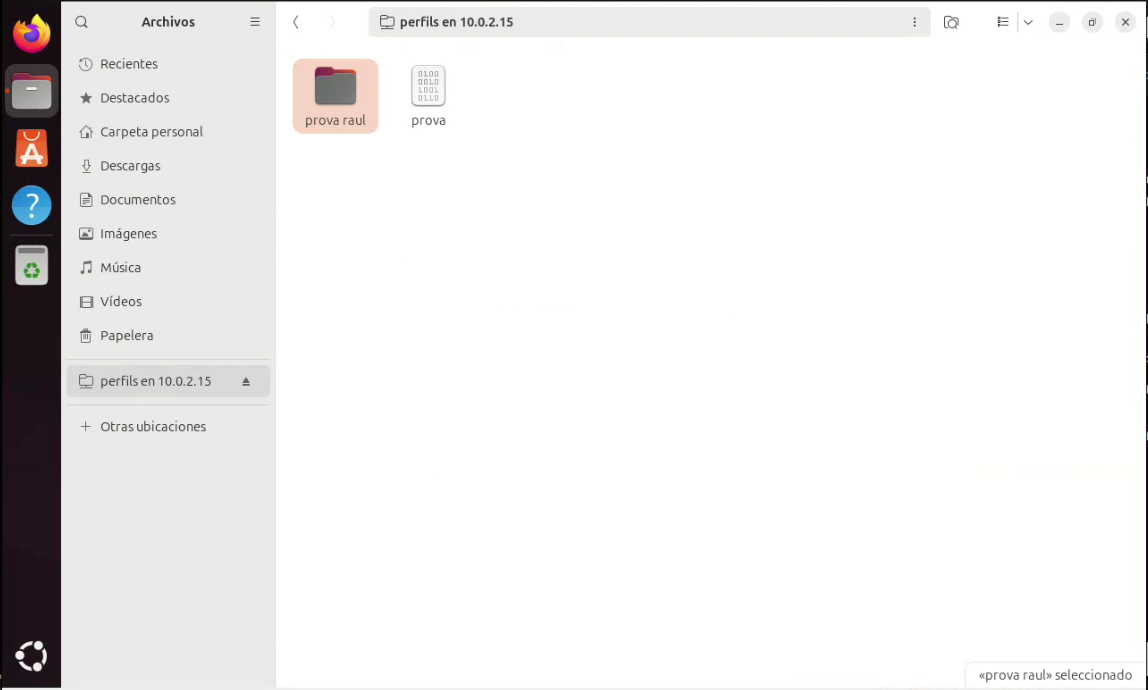 Archivos
perfils en 10.0.2.15
Recientes
Destacados
Carpeta personal
Descargas
Documentos
Imágenes
Música
Vídeos
Papelera
perfils en 10.0.2.15
Otras ubicaciones
0100
0010
1001
0110
prova raul
prova
«prova raul» seleccionado